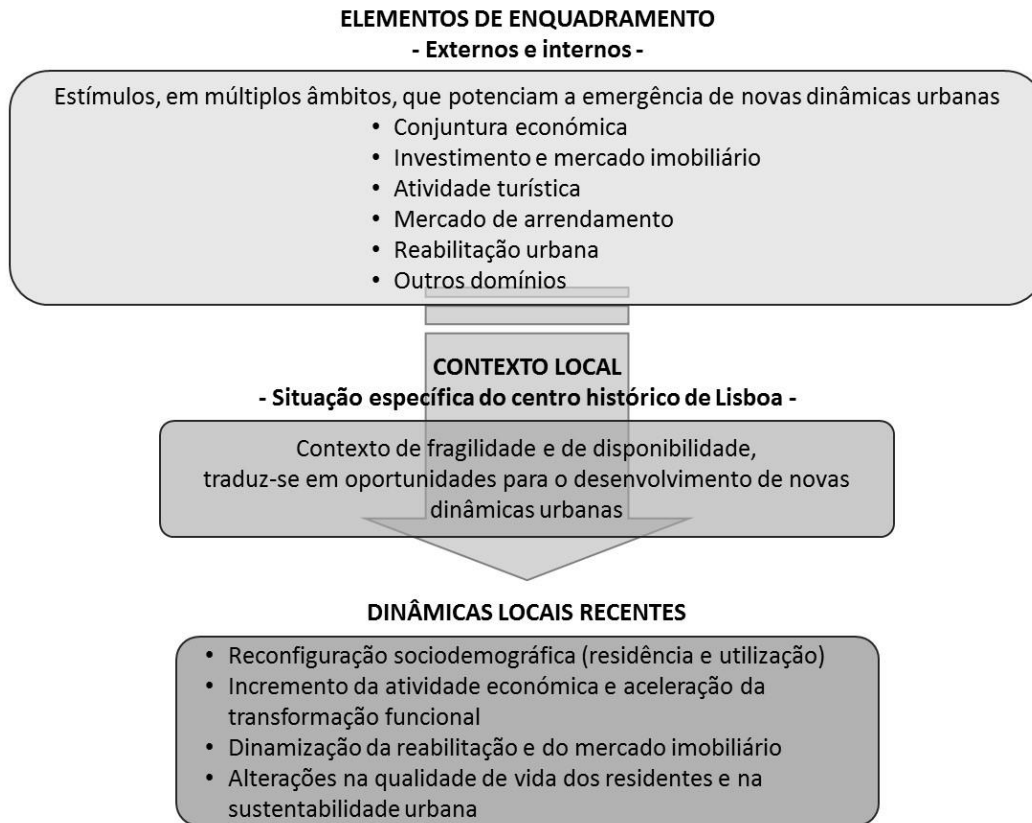 ELEMENTOS DE ENQUADRAMENTO
- Externos e internos -
Estímulos, em múltiplos âmbitos, que potenciam a emergência de novas dinâmicas urbanas
• Conjuntura económica
• Investimento e mercado imobiliário
• Atividade turística
• Mercado de arrendamento
• Reabilitação urbana
• Outros domínios
CONTEXTO LOCAL
- Situação específica do centro histórico de Lisboa -
Contexto de fragilidade e de disponibilidade,
traduz-se em oportunidades para o desenvolvimento de novas
dinâmicas urbanas
DINÂMICAS LOCAIS RECENTES
• Reconfiguração sociodemográfica (residência e utilização)
• Incremento da atividade económica e aceleração da
transformação funcional
• Dinamização da reabilitação e do mercado imobiliário
• Alterações na qualidade de vida dos residentes e na
sustentabilidade urbana